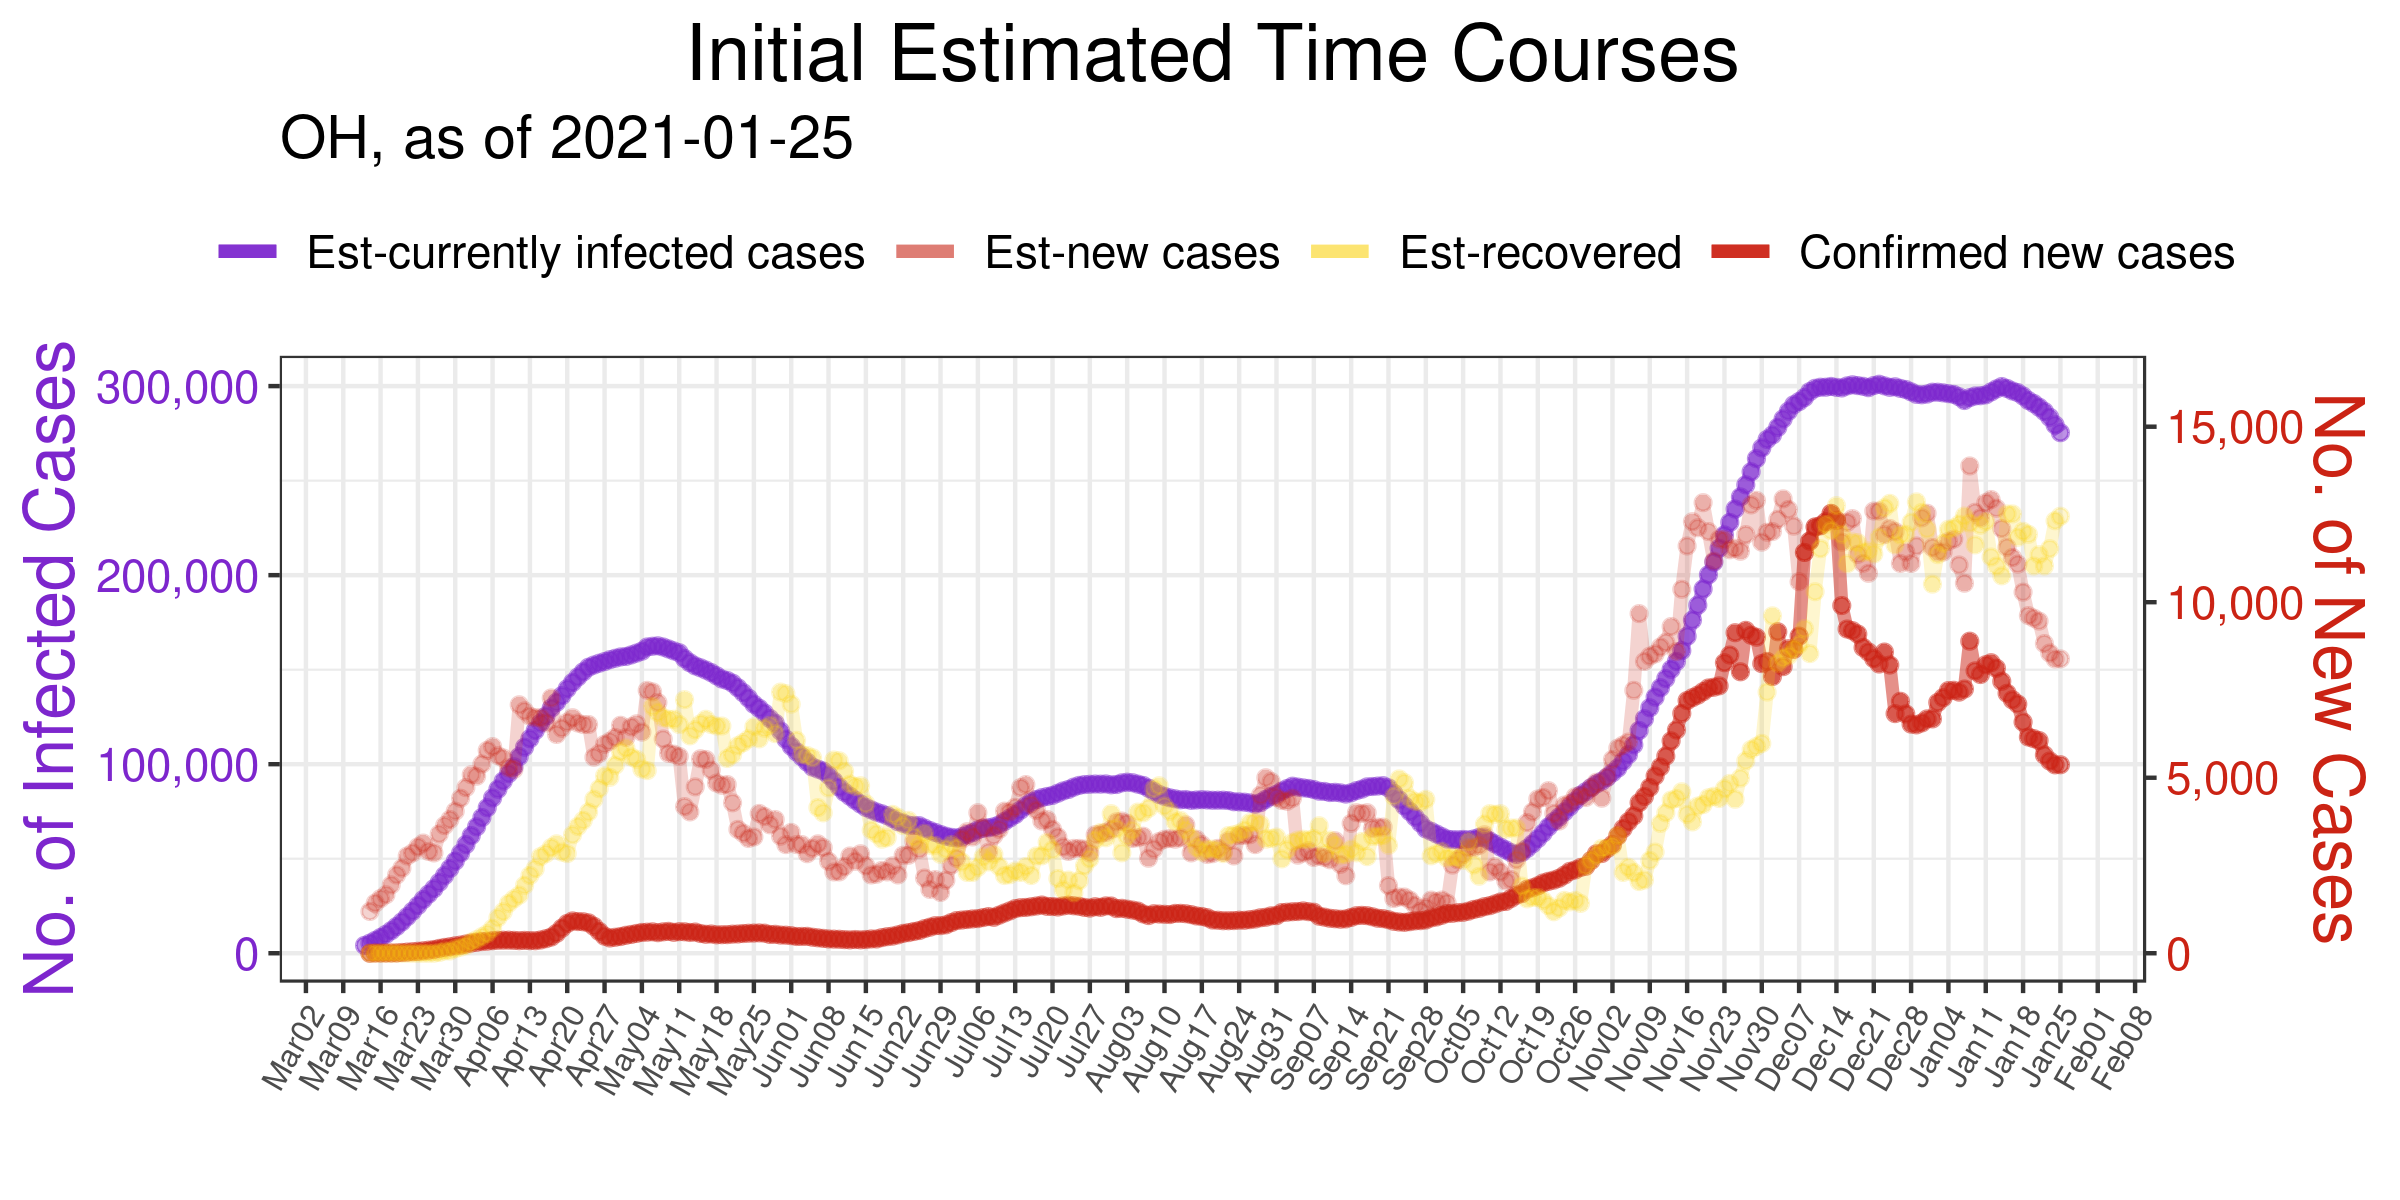 Initial Estimated Time Courses
OH, as of 2021-01-25
Est-currently infected cases
Est-new cases
Est-recovered
Confirmed new cases
No. of Infected Cases
300,000
200,000
100,000
0
15,000
10,000
5,000
0
No. of New Cases
Mar02
Mar09
Mar16
Mar23
Mar30
Apr06
Apr13
Apr20
Apr27
May04
May11
May18
May25
Jun01
Jun08
Jun15
Jun22
Jun29
Jul06
Jul13
Jul20
Jul27
Aug03
Aug10
Aug17
Aug24
Aug31
Sep07
Sep14
Sep21
Sep28
Oct05
Oct12
Oct19
Oct26
Nov02
Nov09
Nov16
Nov23
Nov30
Dec07
Dec14
Dec21
Dec28
Jan04
Jan11
Jan18
Jan25
Feb01
Feb08